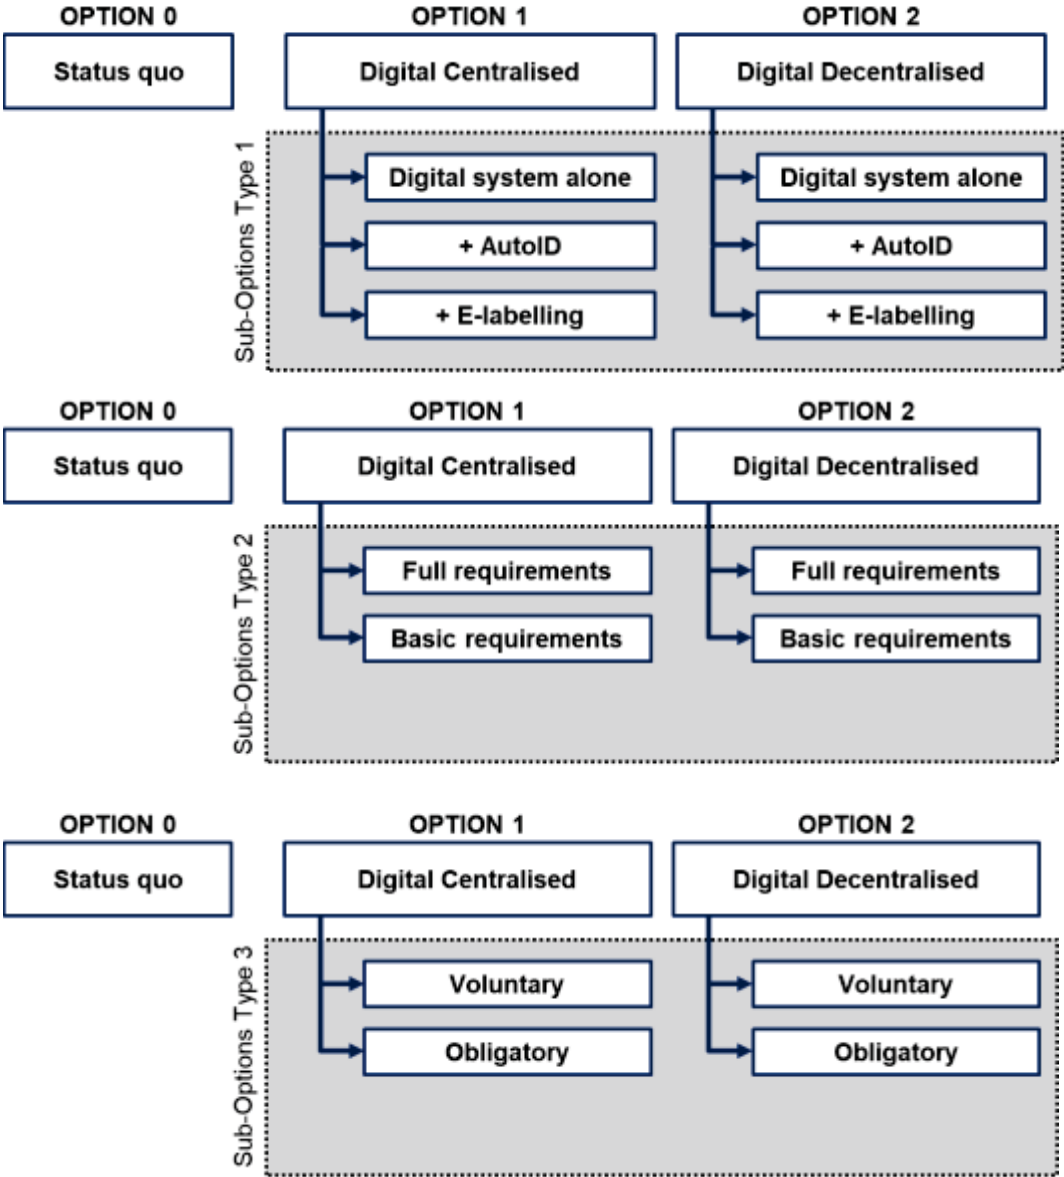 OPTION 0
OPTION 1
OPTION 2
Status quo
Digital Centralised
Digital Decentralised
Sub-Options Type 1
Digital system alone
Digital system alone
+ AutoID
+ AutoID
+ E-labelling
+ E-labelling
OPTION 0
OPTION 1
OPTION 2
Status quo
Digital Centralised
Digital Decentralised
Sub-Options Type 2
Full requirements
Full requirements
Basic requirements
Basic requirements
OPTION 0
OPTION 1
OPTION 2
Status quo
Digital Centralised
Digital Decentralised
Sub-Options Type 3
Voluntary
Voluntary
Obligatory
Obligatory